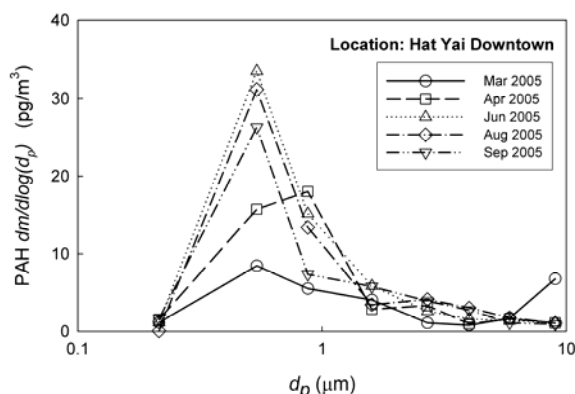 40
Location: Hat Yai Downtown
Mar 2005
Apr 2005
Jun 2005
Aug 2005
Sep 2005
30
20
10
0
PAH dm/dlog(dp) (pg/m³)
0.1
1
10
dp (μm)